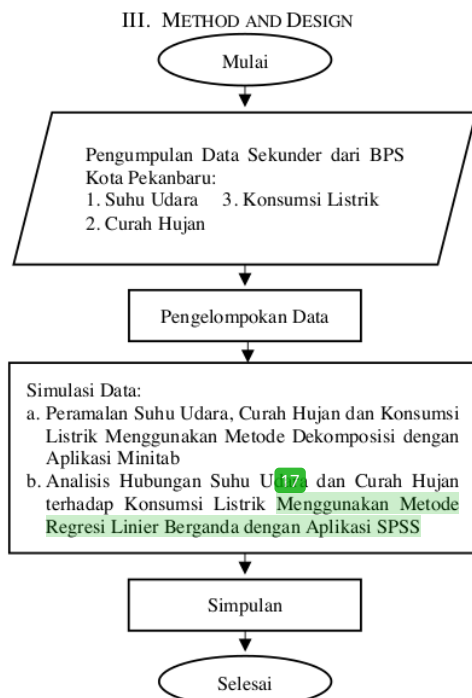 III. METHOD AND DESIGN
Mulai
Pengumpulan Data Sekunder dari BPS
Kota Pekanbaru:
1. Suhu Udara 3. Konsumsi Listrik
2. Curah Hujan
Pengelompokan Data
Simulasi Data:
a. Peramalan Suhu Udara, Curah Hujan dan Konsumsi
Listrik Menggunakan Metode Dekomposisi dengan
Aplikasi Minitab
17
b. Analisis Hubungan Suhu Udara dan Curah Hujan
terhadap Konsumsi Listrik Menggunakan Metode
Regresi Linier Berganda dengan Aplikasi SPSS
Simpulan
Selesai